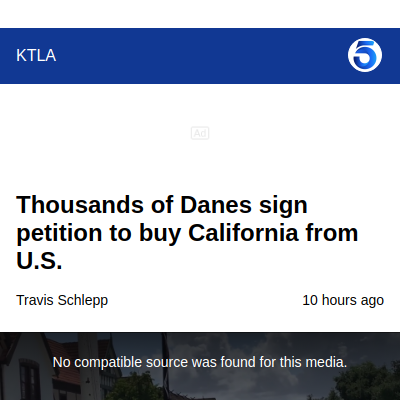 KTLA
5
Ad
Thousands of Danes sign
petition to buy California from
U.S.
Travis Schlepp
10 hours ago
No compatible source was found for this media.